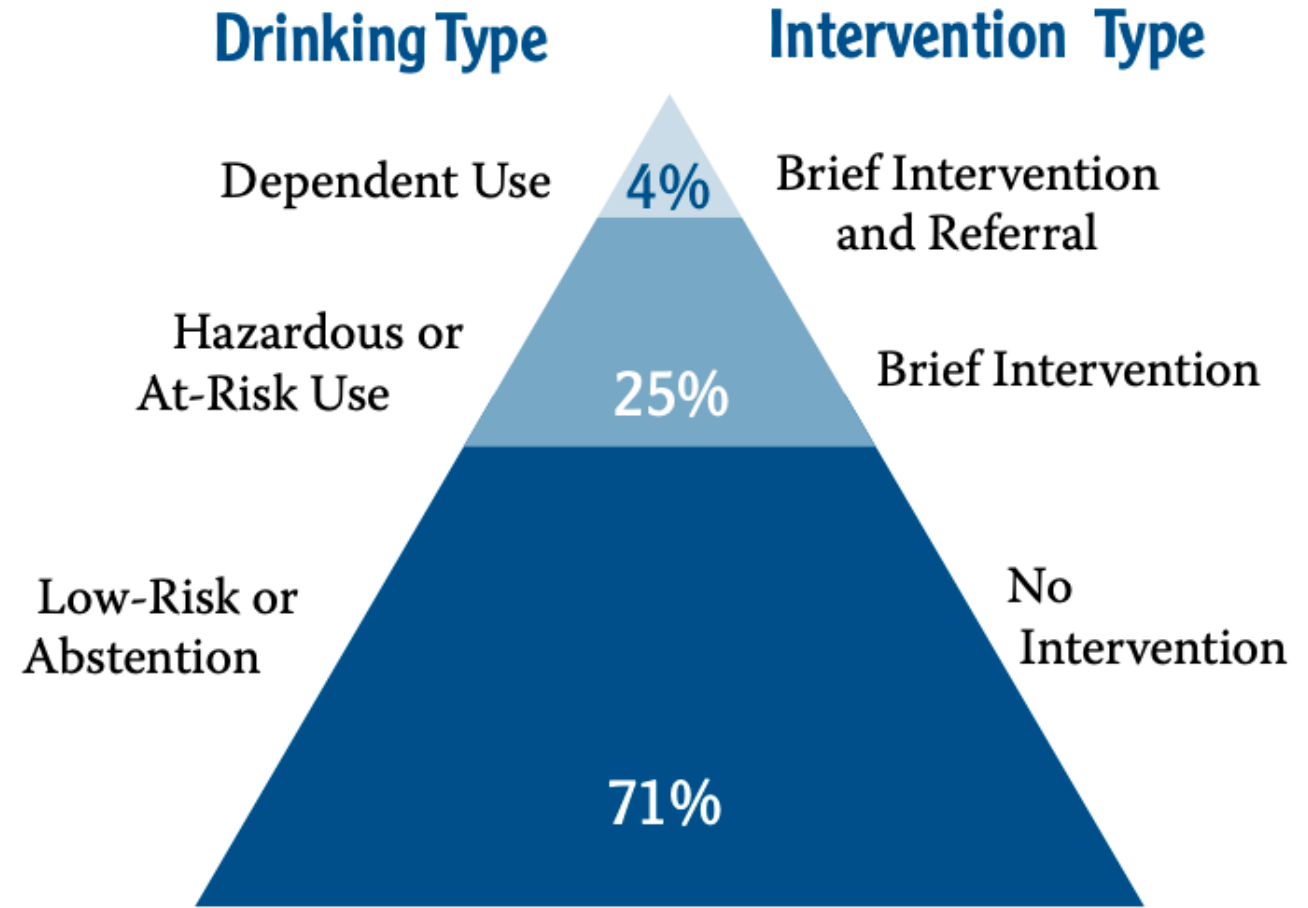 Drinking Type
Intervention Type
Dependent Use
4%
Brief Intervention
and Referral
Hazardous or
At-Risk Use
25%
Brief Intervention
Low-Risk or
Abstention
71%
No
Intervention